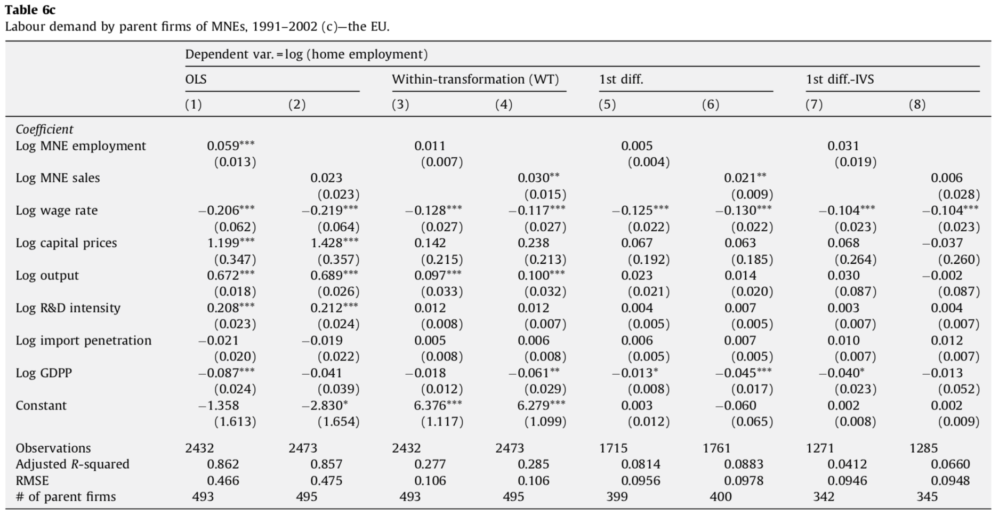 Table 6c
Labour demand by parent firms of MNEs, 1991–2002 (c)—the EU.
Dependent var. = log (home employment)
OLS Within-transformation (WT) 1st diff. 1st diff.-IVS
(1) (2) (3) (4) (5) (6) (7) (8)
Coefficient
Log MNE employment 0.059*** 0.011 0.005 0.031
(0.013) (0.007) (0.004) (0.019)
Log MNE sales 0.023 0.030** 0.021** 0.006
(0.023) (0.015) (0.009) (0.028)
Log wage rate −0.206*** −0.219*** −0.128*** −0.117*** −0.125*** −0.130*** −0.104*** −0.104***
(0.062) (0.064) (0.027) (0.027) (0.022) (0.022) (0.023) (0.023)
Log capital prices 1.199*** 1.428*** 0.142 0.238 0.067 0.063 0.068 −0.037
(0.347) (0.357) (0.215) (0.213) (0.192) (0.185) (0.264) (0.260)
Log output 0.672*** 0.689*** 0.097*** 0.100*** 0.023 0.014 0.030 −0.002
(0.018) (0.026) (0.033) (0.032) (0.021) (0.020) (0.087) (0.087)
Log R&D intensity 0.208*** 0.212*** 0.012 0.012 0.004 0.007 0.003 0.004
(0.023) (0.024) (0.008) (0.007) (0.005) (0.005) (0.007) (0.007)
Log import penetration −0.021 −0.019 0.005 0.006 0.006 0.007 0.010 0.012
(0.020) (0.022) (0.008) (0.008) (0.005) (0.005) (0.007) (0.007)
Log GDPP −0.087*** −0.041 −0.018 −0.061** −0.013* −0.045*** −0.040* −0.013
(0.024) (0.039) (0.012) (0.029) (0.008) (0.017) (0.023) (0.052)
Constant −1.358 −2.830* 6.376*** 6.279*** 0.003 −0.060 0.002 0.002
(1.613) (1.654) (1.117) (1.099) (0.012) (0.065) (0.008) (0.009)
Observations 2432 2473 2432 2473 1715 1761 1271 1285
Adjusted R-squared 0.862 0.857 0.277 0.285 0.0814 0.0883 0.0412 0.0660
RMSE 0.466 0.475 0.106 0.106 0.0956 0.0978 0.0946 0.0948
# of parent firms 493 495 493 495 399 400 342 345